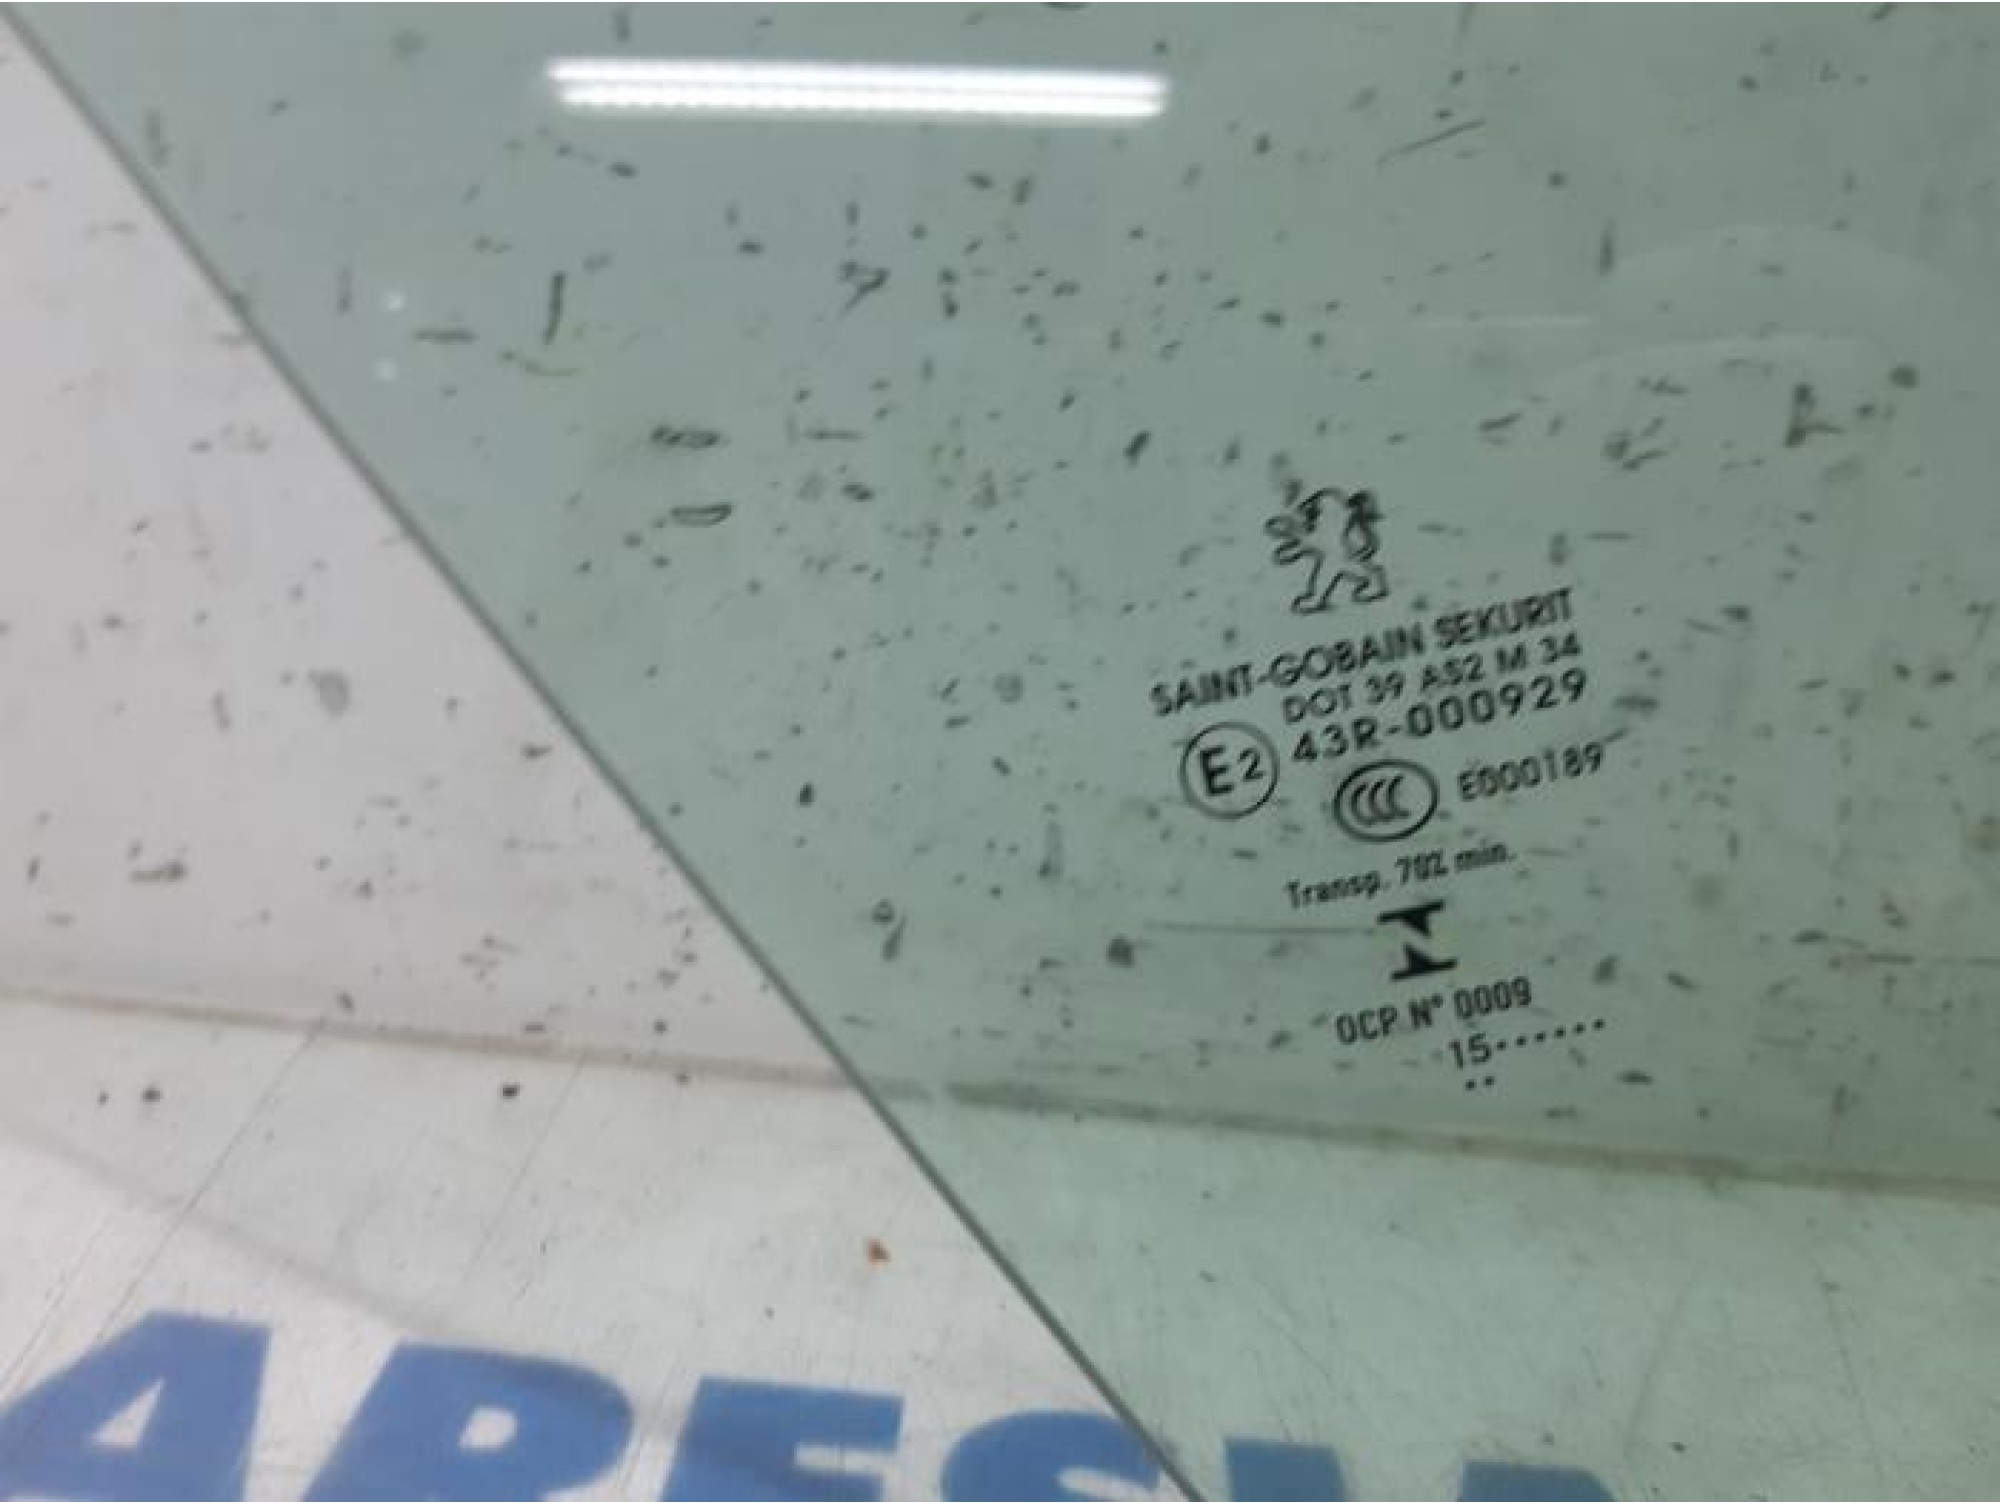 SAINT-GOBAIN SEKURIT
DOT 39 AS2 M 34
E2 43R-000929
CCC E000189
Transp. 70% min.
OCP N° 0009
15······
··